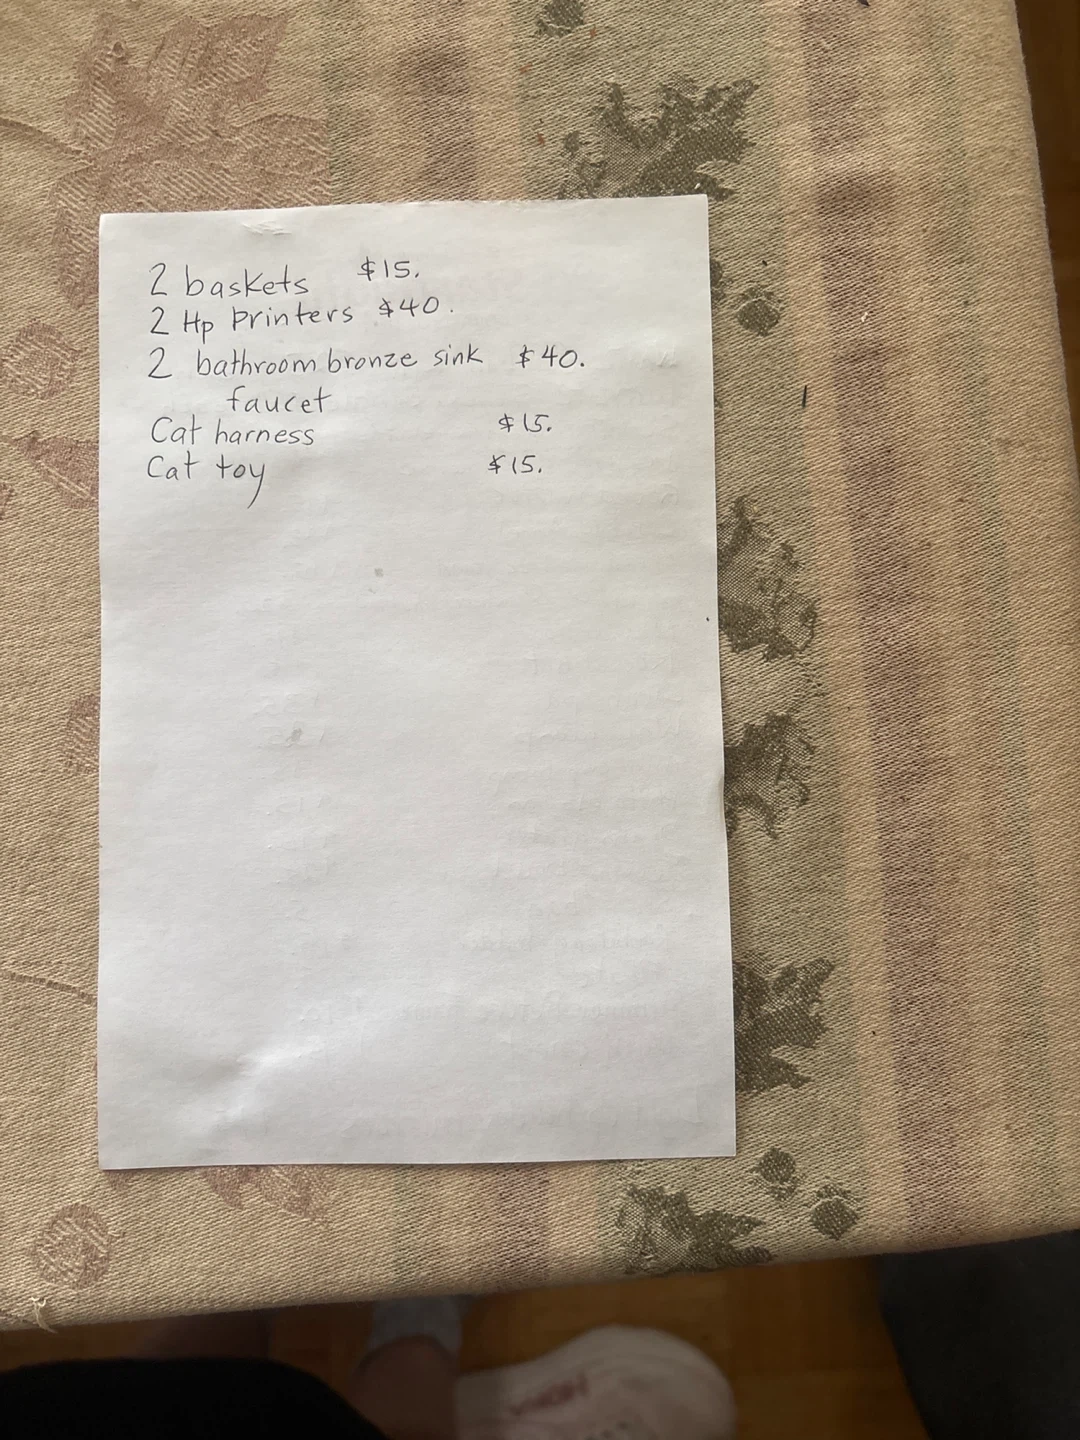 2 baskets $15.
2 Hp Printers $40.
2 bathroom bronze sink $40.
faucet
Cat harness $15.
Cat toy $15.